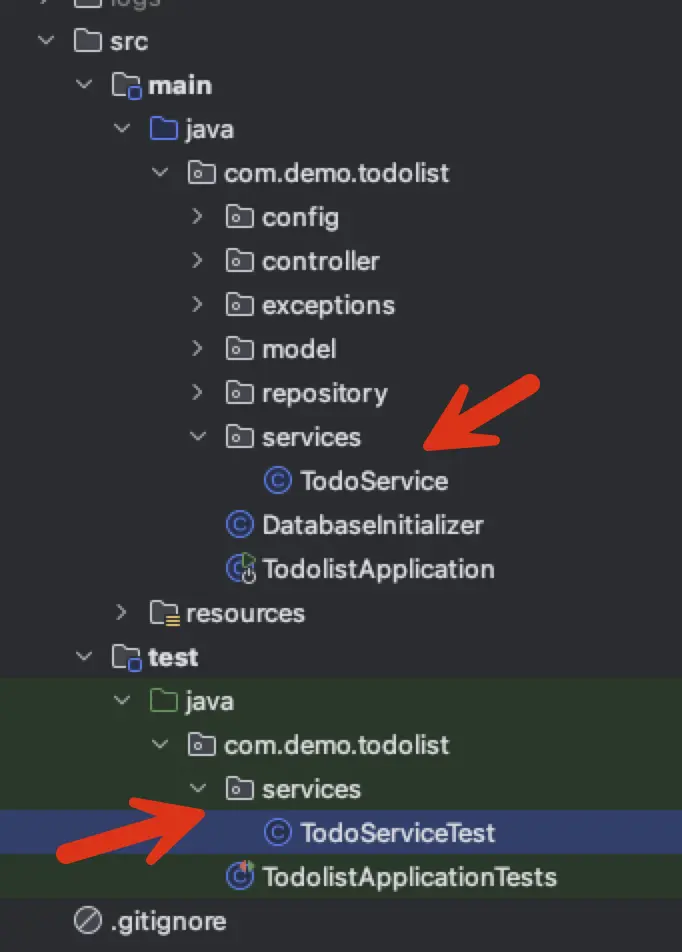 logs
src
main
java
com.demo.todolist
config
controller
exceptions
model
repository
services
TodoService
DatabaseInitializer
TodolistApplication
resources
test
java
com.demo.todolist
services
TodoServiceTest
TodolistApplicationTests
.gitignore